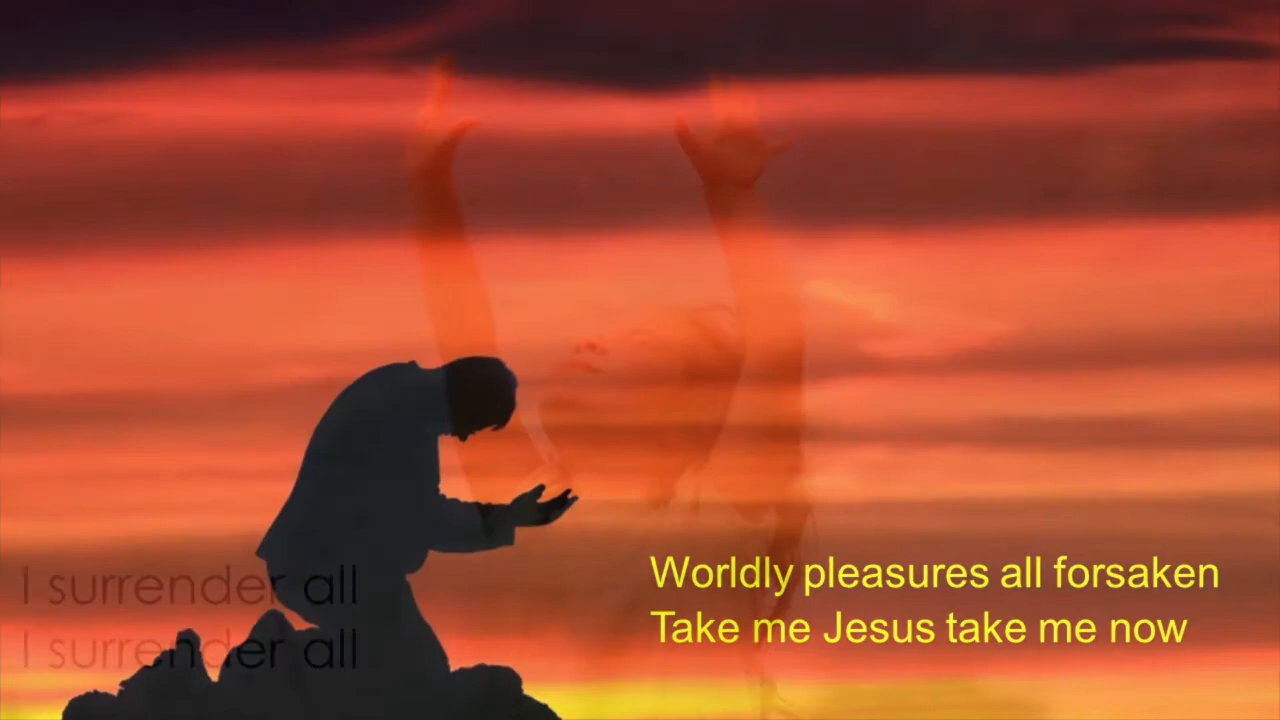 I surrender all
I surrender all
Worldly pleasures all forsaken
Take me Jesus take me now